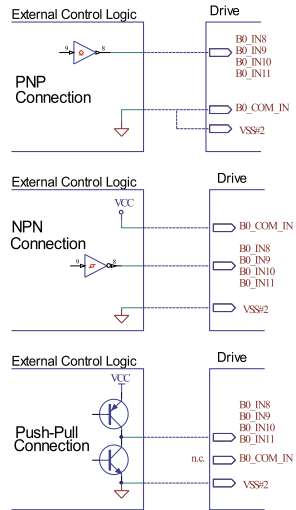 External Control Logic
Drive
9
8
B0_IN8
B0_IN9
B0_IN10
B0_IN11
PNP
Connection
B0_COM_IN
VSS#2
External Control Logic
Drive
VCC
B0_COM_IN
NPN
Connection
B0_IN8
B0_IN9
B0_IN10
B0_IN11
9
8
VSS#2
External Control Logic
Drive
VCC
B0_IN8
B0_IN9
B0_IN10
B0_IN11
Push-Pull
Connection
n.c.
B0_COM_IN
VSS#2